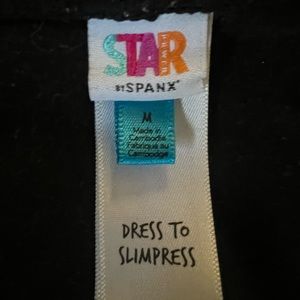 STAR POWER
BY SPANX®
M
Made in
Cambodia
Fabriqué au
Cambodge
DRESS TO
SLIMPRESS